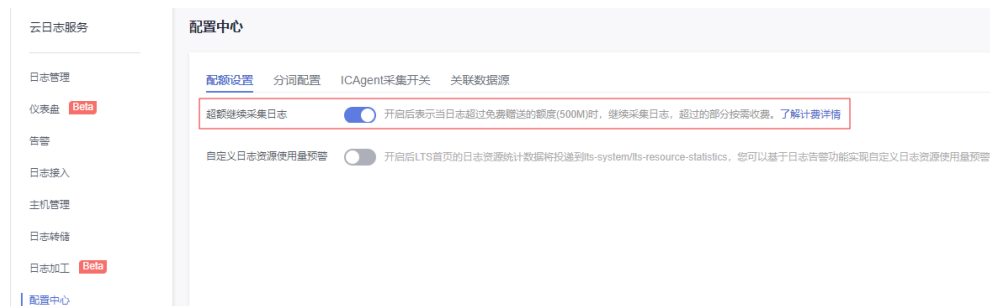 云日志服务
配置中心
日志管理
仪表盘 Beta
告警
日志接入
主机管理
日志转储
日志加工 Beta
配置中心
配额设置 分词配置 ICAgent采集开关 关联数据源
超额继续采集日志 开启后表示当日志超过免费赠送的额度(500M)时，继续采集日志，超过的部分按需收费。了解计费详情
自定义日志资源使用量预警 开启后LTS首页的日志资源统计数据将投递到lts-system/lts-resource-statistics，您可以基于日志告警功能实现自定义日志资源使用量预警